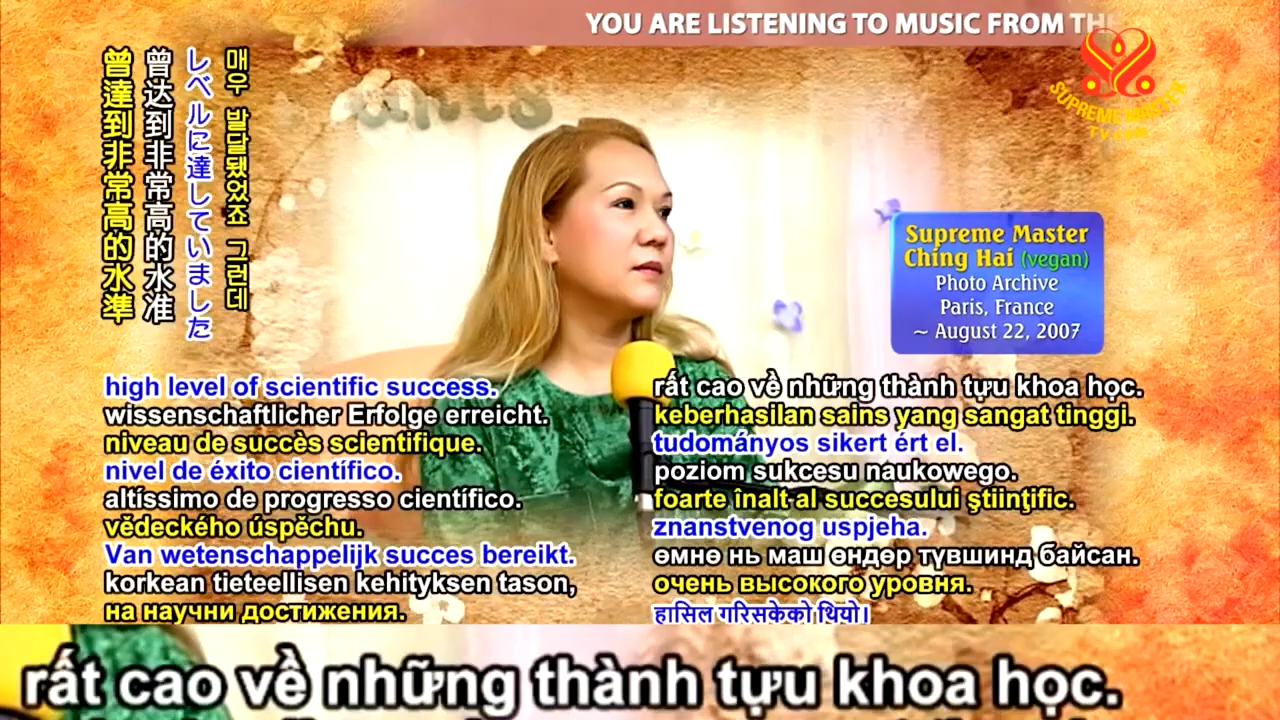 YOU ARE LISTENING TO MUSIC FROM TH
SUPREME MASTER
TV.com
曾達到非常高的水準
曾达到非常高的水准
レベルに達していました
매우 발달됐었죠 그런데
Supreme Master
Ching Hai (vegan)
Photo Archive
Paris, France
~ August 22, 2007
high level of scientific success.
wissenschaftlicher Erfolge erreicht.
niveau de succès scientifique.
nivel de éxito científico.
altíssimo de progresso científico.
vědeckého úspěchu.
Van wetenschappelijk succes bereikt.
korkean tieteellisen kehityksen tason,
на научни достижения.
rất cao về những thành tựu khoa học.
keberhasilan sains yang sangat tinggi.
tudományos sikert ért el.
poziom sukcesu naukowego.
foarte înalt al succesului ştiinţific.
znanstvenog uspjeha.
өмнө нь маш өндөр түвшинд байсан.
очень высокого уровня.
हासिल गरिसकेको थियो।
rất cao về những thành tựu khoa học.